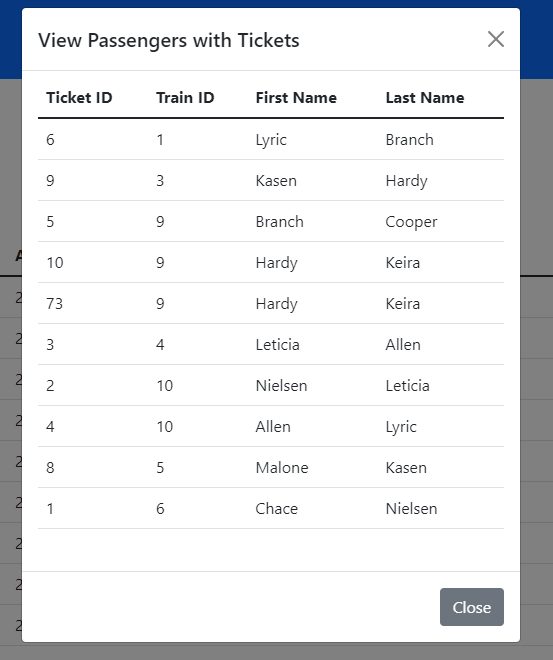 View Passengers with Tickets
Ticket ID Train ID First Name Last Name
6 1 Lyric Branch
9 3 Kasen Hardy
5 9 Branch Cooper
10 9 Hardy Keira
73 9 Hardy Keira
3 4 Leticia Allen
2 10 Nielsen Leticia
4 10 Allen Lyric
8 5 Malone Kasen
1 6 Chace Nielsen
Close